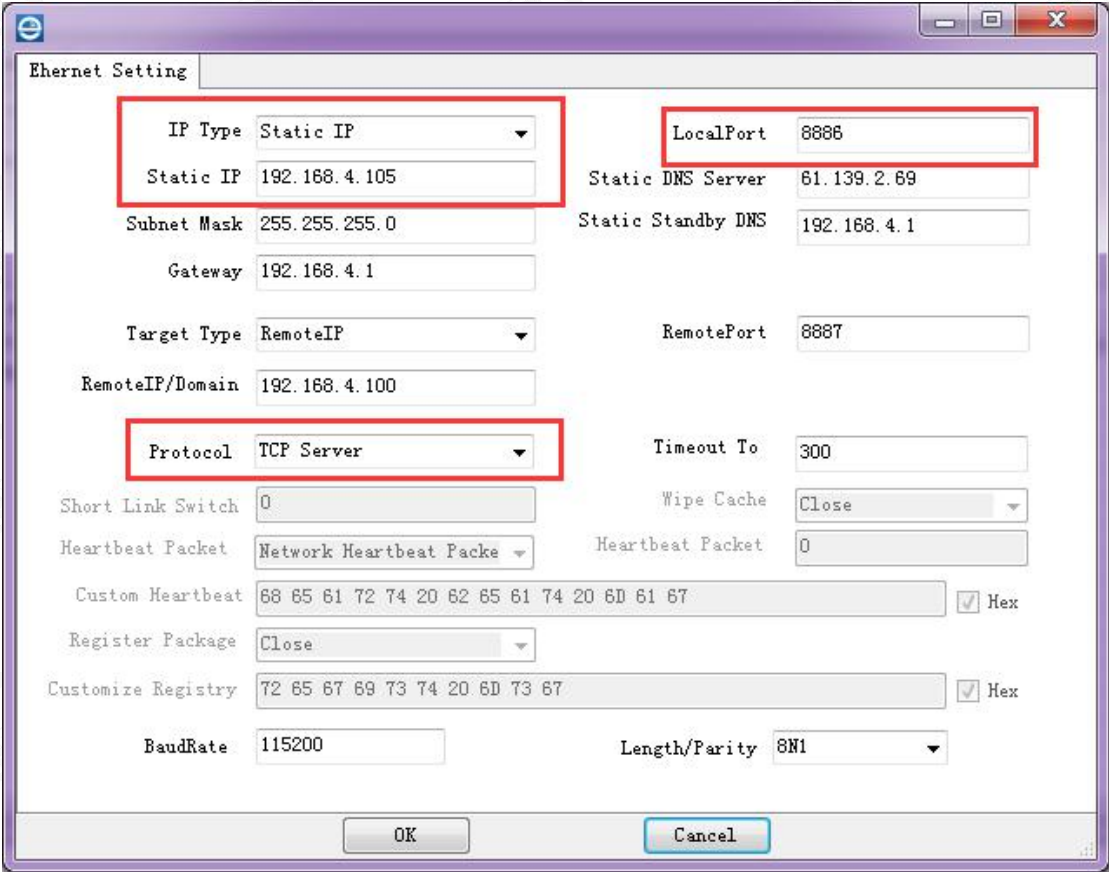 Ehernet Setting
IP Type Static IP LocalPort 8886
Static IP 192.168.4.105 Static DNS Server 61.139.2.69
Subnet Mask 255.255.255.0 Static Standby DNS 192.168.4.1
Gateway 192.168.4.1
Target Type RemoteIP RemotePort 8887
RemoteIP/Domain 192.168.4.100
Protocol TCP Server Timeout To 300
Short Link Switch 0 Wipe Cache Close
Heartbeat Packet Network Heartbeat Packe Heartbeat Packet 0
Custom Heartbeat 68 65 61 72 74 20 62 65 61 74 20 6D 61 67 Hex
Register Package Close
Customize Registry 72 65 67 69 73 74 20 6D 73 67 Hex
BaudRate 115200 Length/Parity 8N1
OK Cancel